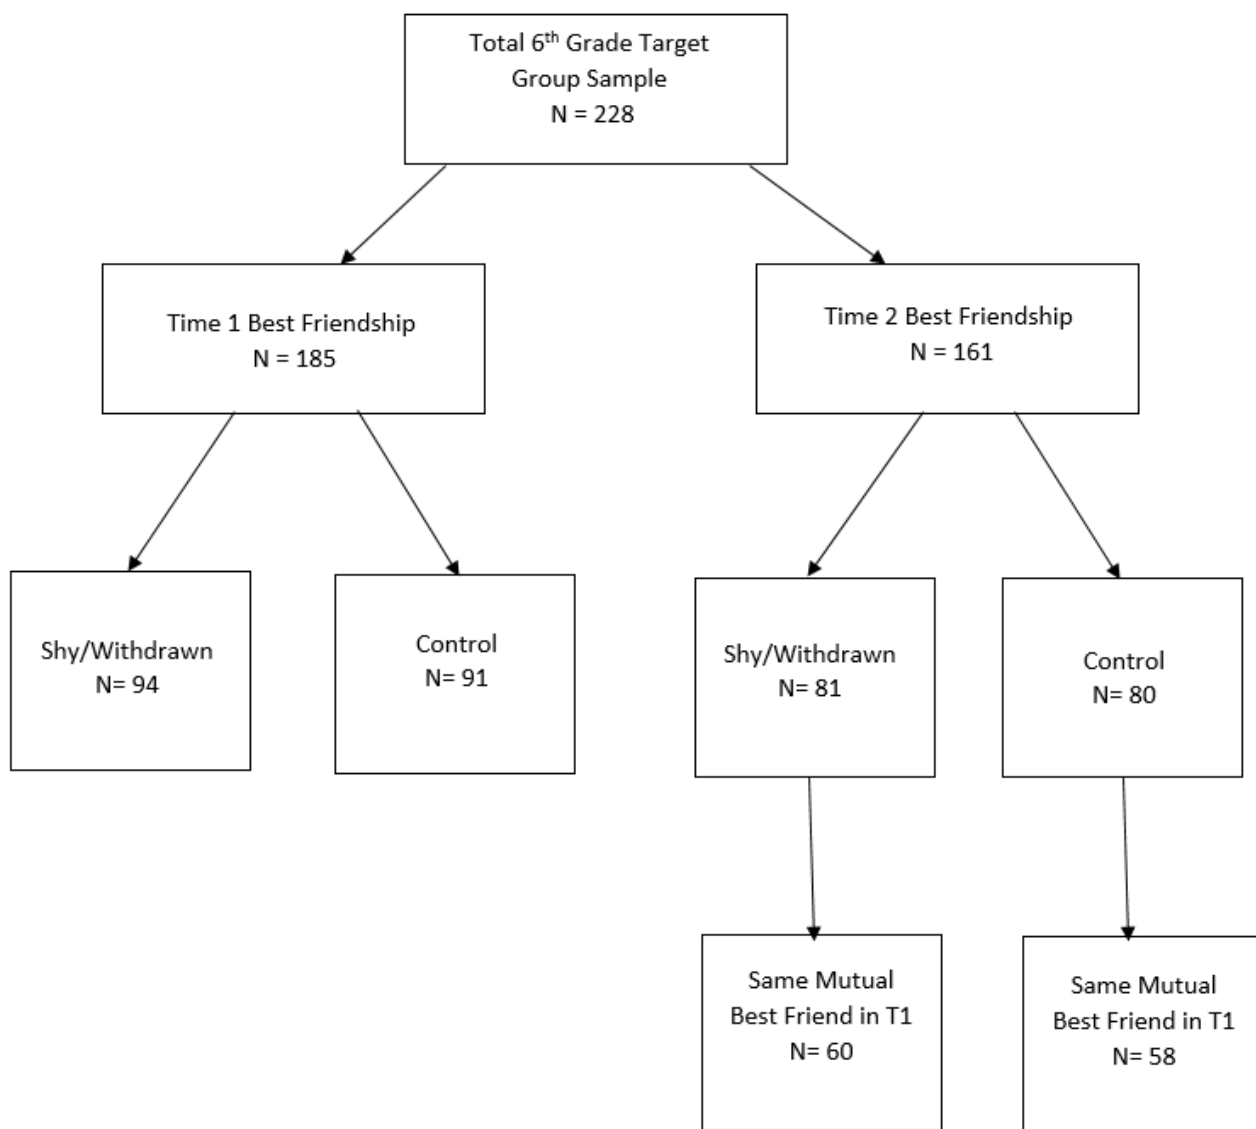 Total 6th Grade Target
Group Sample
N = 228
Time 1 Best Friendship
N = 185
Time 2 Best Friendship
N = 161
Shy/Withdrawn
N= 94
Control
N= 91
Shy/Withdrawn
N= 81
Control
N= 80
Same Mutual
Best Friend in T1
N= 60
Same Mutual
Best Friend in T1
N= 58